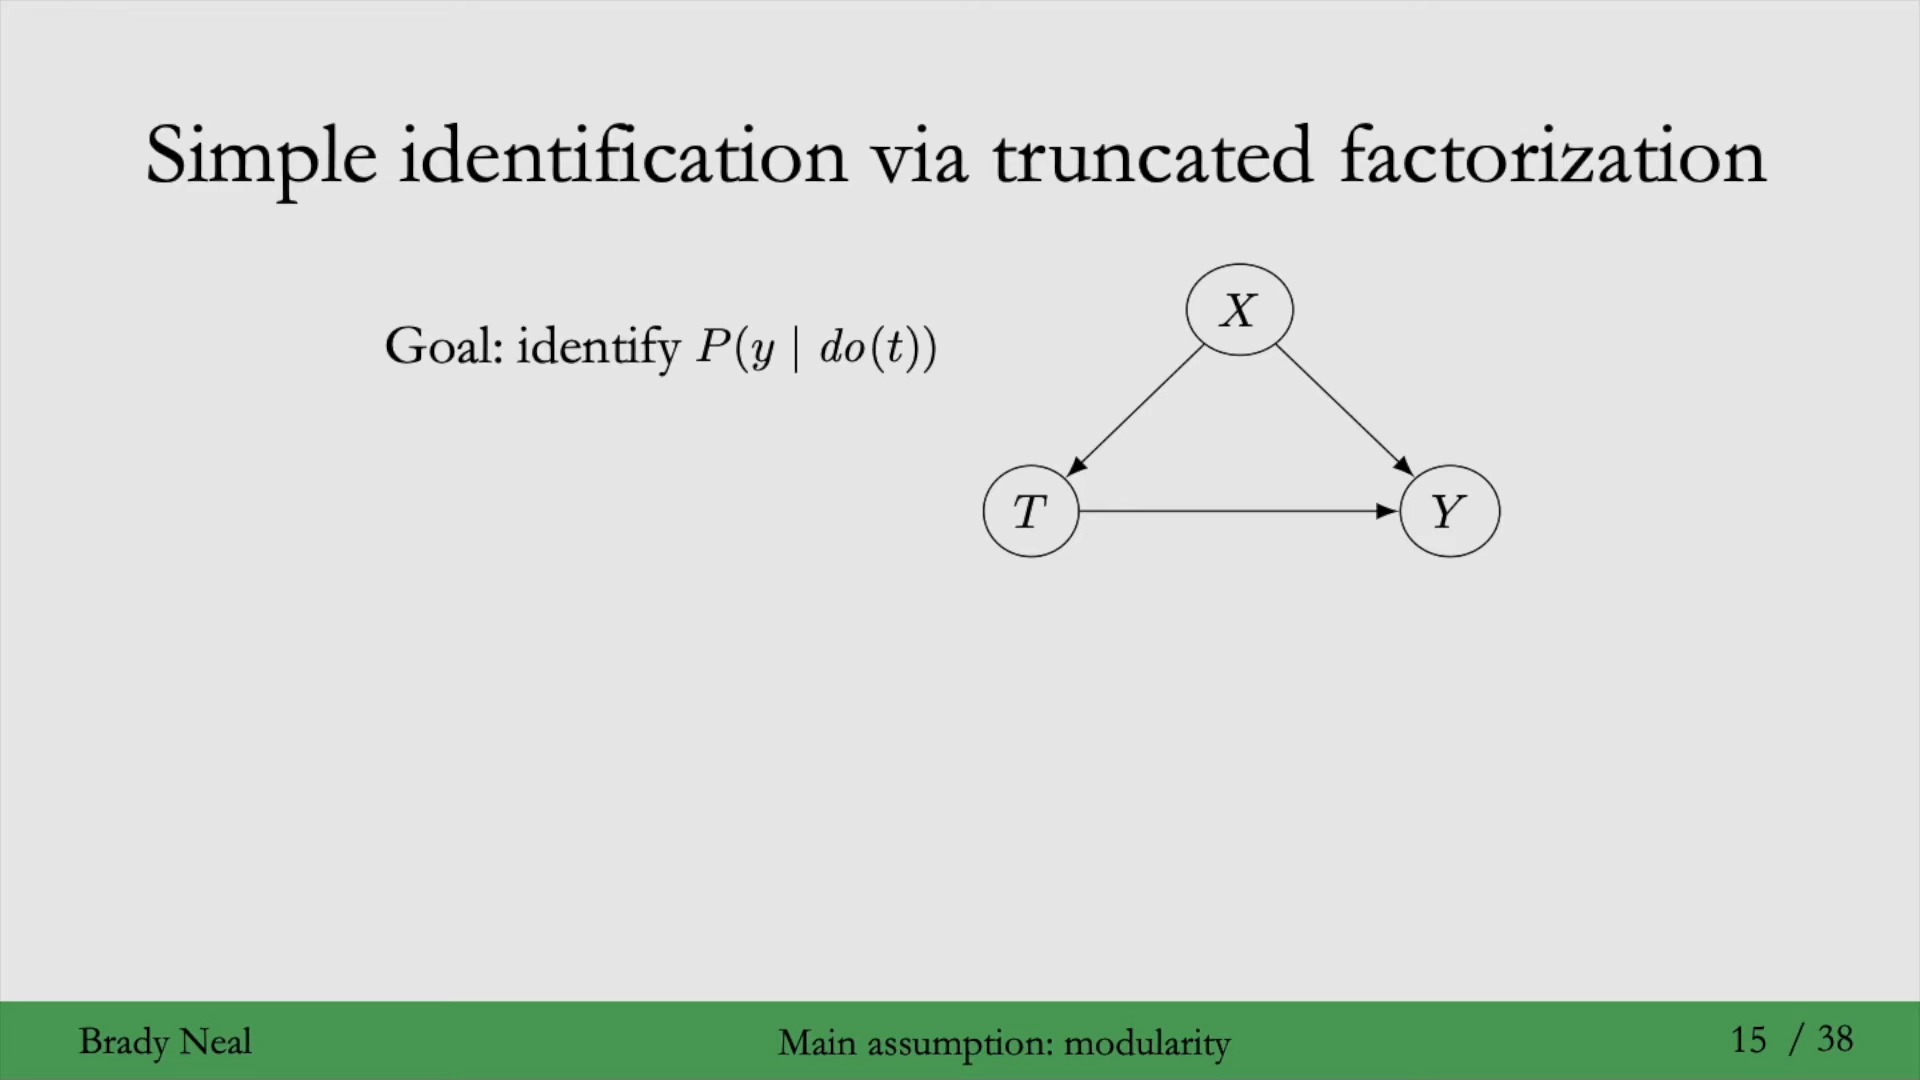 Simple identification via truncated factorization
Goal: identify P(y | do(t))
X
T
Y
Brady Neal
Main assumption: modularity
15 / 38